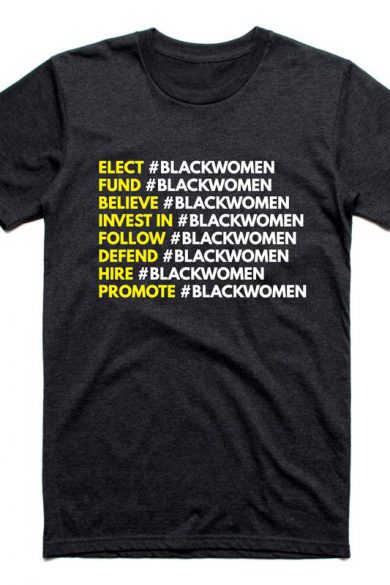 ELECT #BLACKWOMEN
FUND #BLACKWOMEN
BELIEVE #BLACKWOMEN
INVEST IN #BLACKWOMEN
FOLLOW #BLACKWOMEN
DEFEND #BLACKWOMEN
HIRE #BLACKWOMEN
PROMOTE #BLACKWOMEN